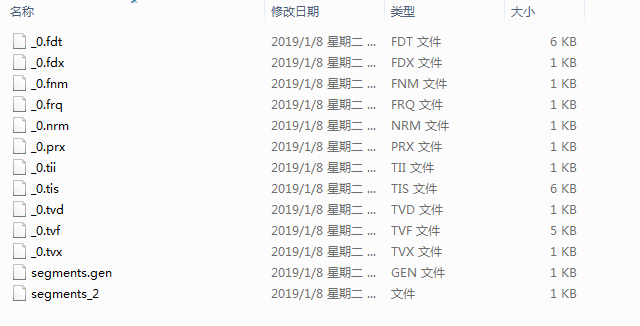 名称 修改日期 类型 大小
_0.fdt 2019/1/8 星期二 ... FDT 文件 6 KB
_0.fdx 2019/1/8 星期二 ... FDX 文件 1 KB
_0.fnm 2019/1/8 星期二 ... FNM 文件 1 KB
_0.frq 2019/1/8 星期二 ... FRQ 文件 1 KB
_0.nrm 2019/1/8 星期二 ... NRM 文件 1 KB
_0.prx 2019/1/8 星期二 ... PRX 文件 1 KB
_0.tii 2019/1/8 星期二 ... TII 文件 1 KB
_0.tis 2019/1/8 星期二 ... TIS 文件 6 KB
_0.tvd 2019/1/8 星期二 ... TVD 文件 1 KB
_0.tvf 2019/1/8 星期二 ... TVF 文件 5 KB
_0.tvx 2019/1/8 星期二 ... TVX 文件 1 KB
segments.gen 2019/1/8 星期二 ... GEN 文件 1 KB
segments_2 2019/1/8 星期二 ... 文件 1 KB